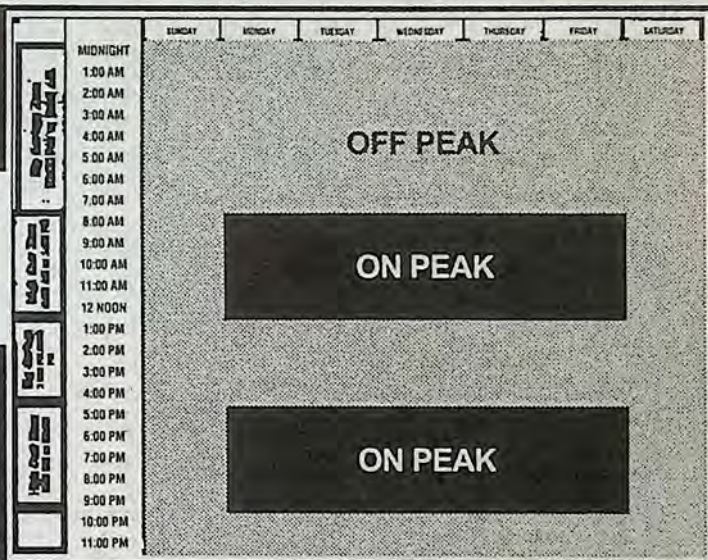 SUNDAY MONDAY TUESDAY WEDNESDAY THURSDAY FRIDAY SATURDAY
MIDNIGHT
1:00 AM
2:00 AM
3:00 AM
4:00 AM
5:00 AM
6:00 AM
7:00 AM
8:00 AM
9:00 AM
10:00 AM
11:00 AM
12 NOON
1:00 PM
2:00 PM
3:00 PM
4:00 PM
5:00 PM
6:00 PM
7:00 PM
8:00 PM
9:00 PM
10:00 PM
11:00 PM
OFF PEAK
ON PEAK
ON PEAK